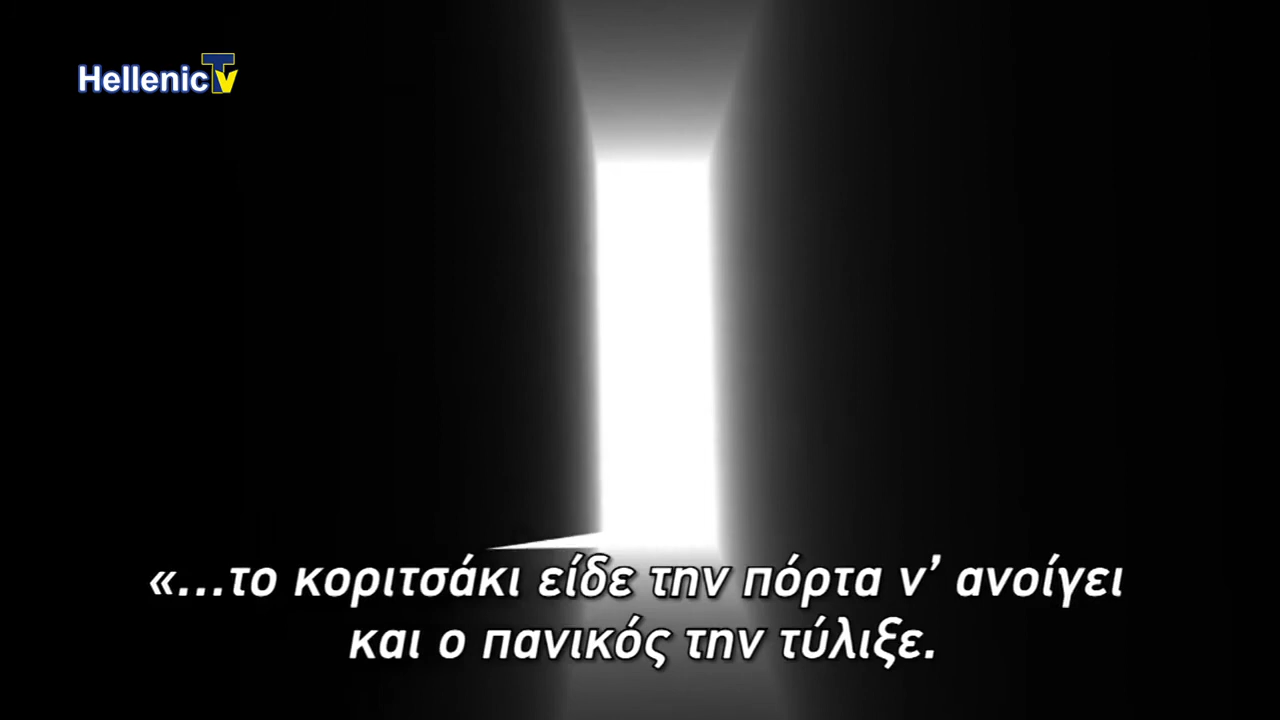 HellenicTv
«...το κοριτσάκι είδε την πόρτα ν’ ανοίγει
και ο πανικός την τύλιξε.